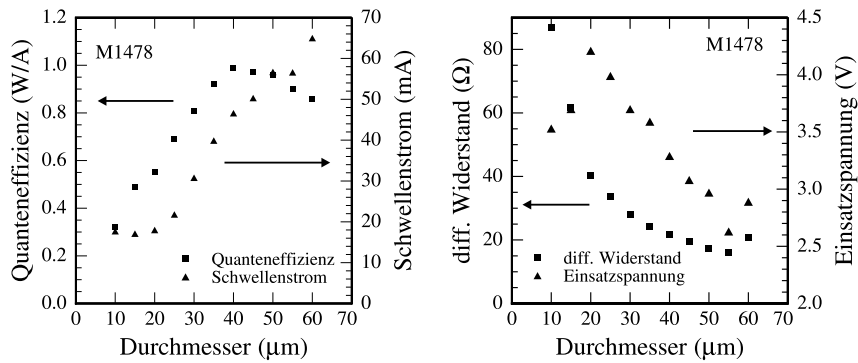 Quanteneffizienz (W/A)
1.2
1.0
0.8
0.6
0.4
0.2
0.0
M1478
Quanteneffizienz
Schwellenstrom
70
60
50
40
30
20
10
0
Schwellenstrom (mA)
0 10 20 30 40 50 60 70
Durchmesser (µm)
diff. Widerstand (Ω)
80
60
40
20
0
M1478
diff. Widerstand
Einsatzspannung
4.5
4.0
3.5
3.0
2.5
2.0
Einsatzspannung (V)
0 10 20 30 40 50 60 70
Durchmesser (µm)